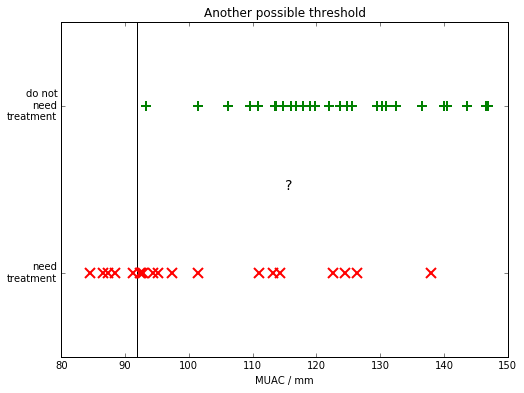 Another possible threshold
do not
need
treatment
?
need
treatment
80 90 100 110 120 130 140 150
MUAC / mm